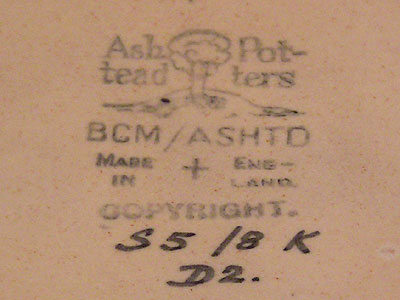 Ash Pot-
tead ters
BCM/ASHTD
MADE + ENG-
IN LAND.
COPYRIGHT.
S5/8 K
D2.